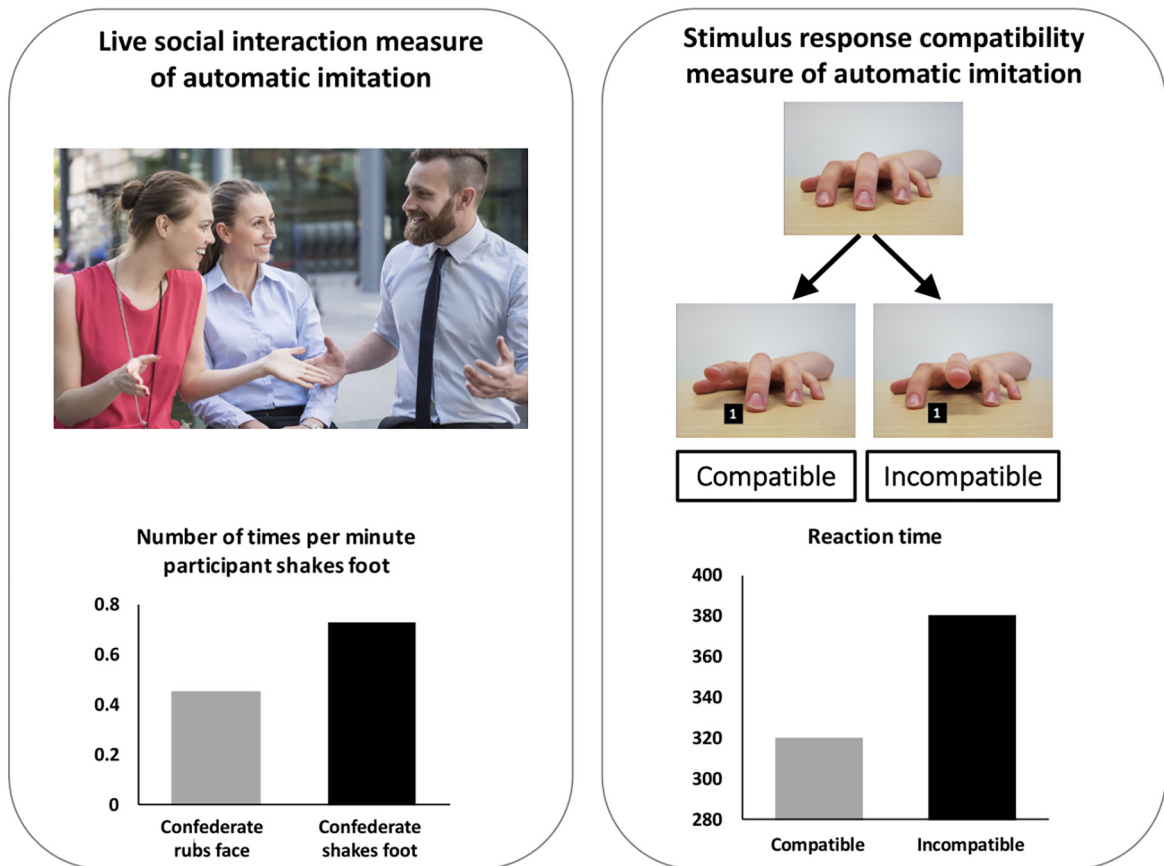 Live social interaction measure
of automatic imitation
Number of times per minute
participant shakes foot
0.8
0.6
0.4
0.2
0
Confederate
rubs face
Confederate
shakes foot
Stimulus response compatibility
measure of automatic imitation
1
1
Compatible
Incompatible
Reaction time
400
380
360
340
320
300
280
Compatible
Incompatible